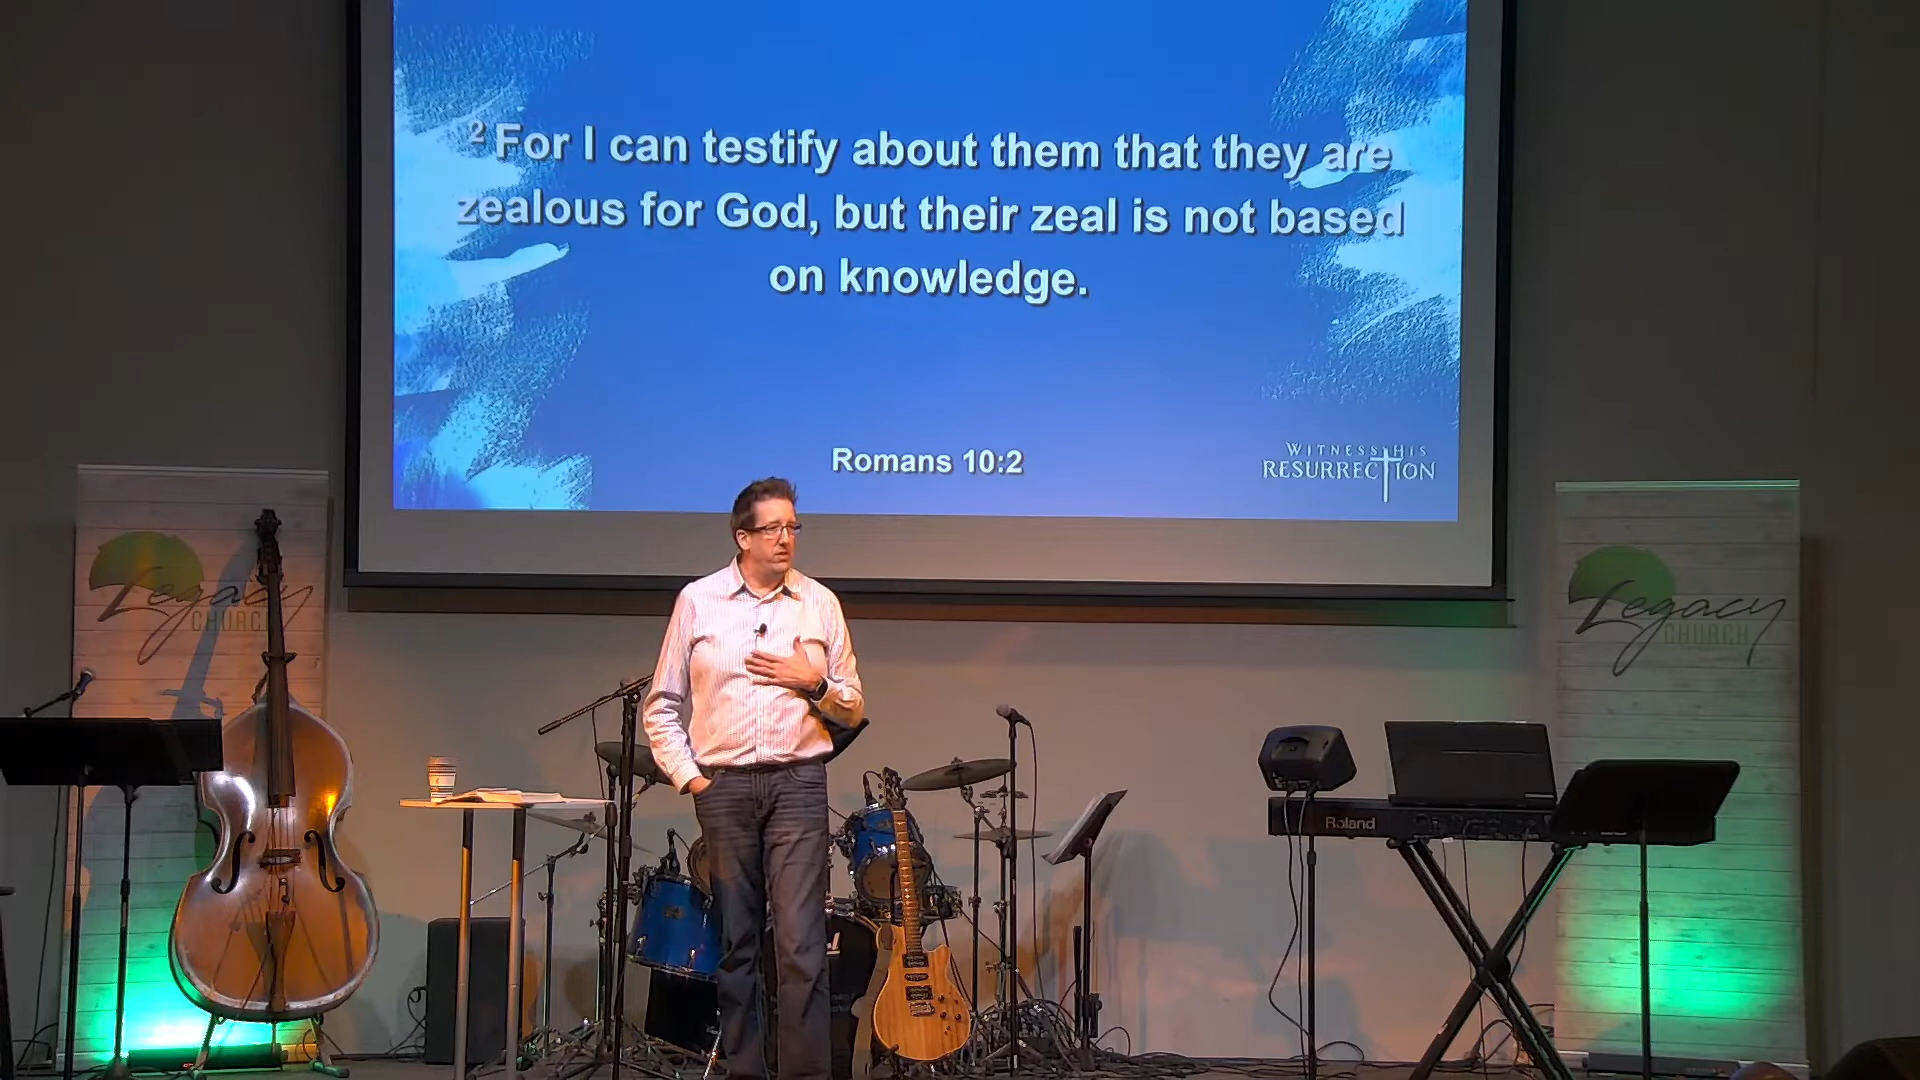 ² For I can testify about them that they are
zealous for God, but their zeal is not based
on knowledge.
Romans 10:2
WITNESS HIS
RESURRECTION
Legacy
CHURCH
Legacy
CHURCH
Roland